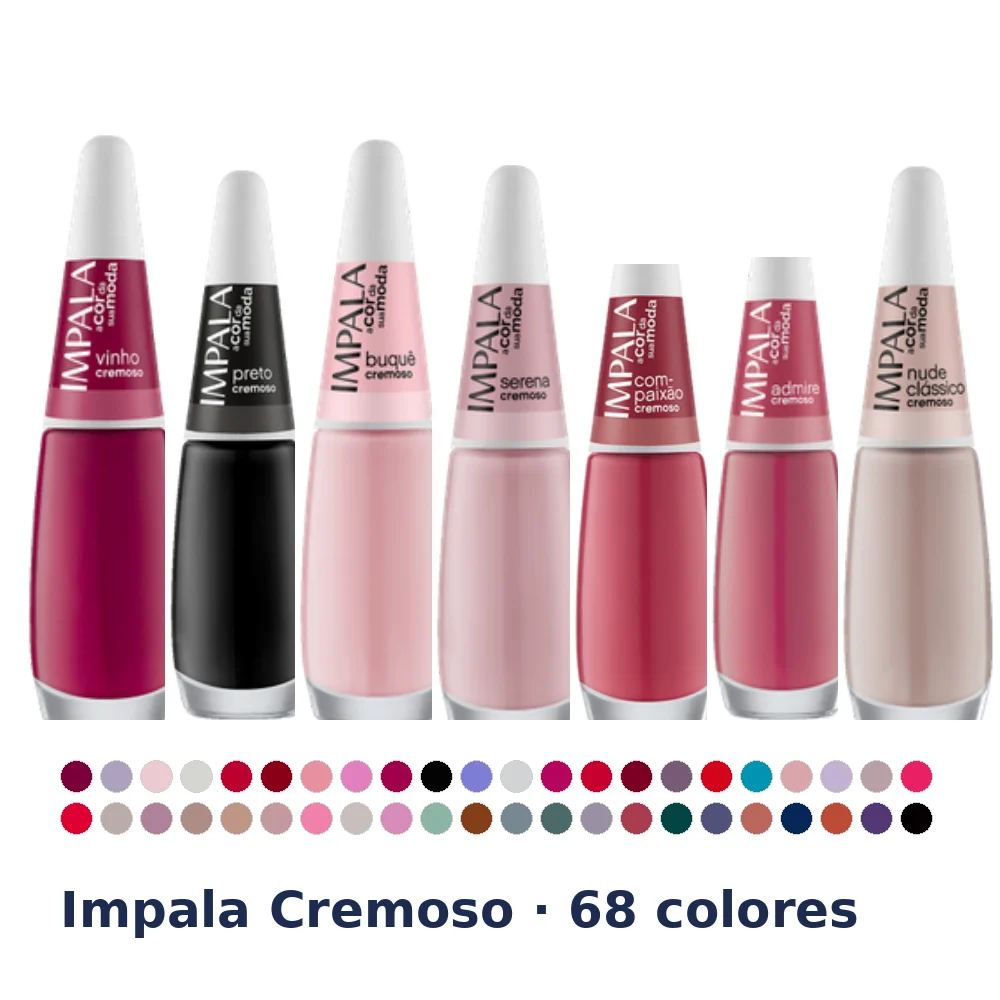 IMPALA
a cor da
sua moda
vinho
cremoso
IMPALA
a cor da
sua moda
preto
cremoso
IMPALA
a cor da
sua moda
buquê
cremoso
IMPALA
a cor da
sua moda
serena
cremoso
IMPALA
a cor da
sua moda
com-
paixão
cremoso
IMPALA
a cor da
sua moda
admire
cremoso
IMPALA
a cor da
sua moda
nude
clássico
cremoso
Impala Cremoso · 68 colores